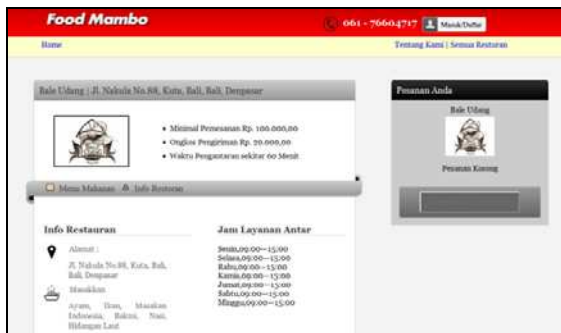 Food Mambo
061 - 76604717
Masuk/Daftar
Home
Tentang Kami | Semua Restoran
Bale Udang | Jl. Nakula No.88, Kuta, Bali, Bali, Denpasar
Minimal Pemesanan Rp. 100.000,00
Ongkos Pengiriman Rp. 20.000,00
Waktu Pengantaran sekitar 60 Menit
Menu Makanan
Info Restoran
Pesanan Anda
Bale Udang
Pesanan Kosong
Info Restauran
Alamat :
Jl. Nakula No.88, Kuta, Bali,
Bali, Denpasar
Masakkan
Ayam, Ikan, Masakan
Indonesia, Bakmi, Nasi,
Hidangan Laut
Jam Layanan Antar
Senin,09:00—15:00
Selasa,09:00—15:00
Rabu,09:00—15:00
Kamis,09:00—15:00
Jumat,09:00—15:00
Sabtu,09:00—15:00
Minggu,09:00—15:00